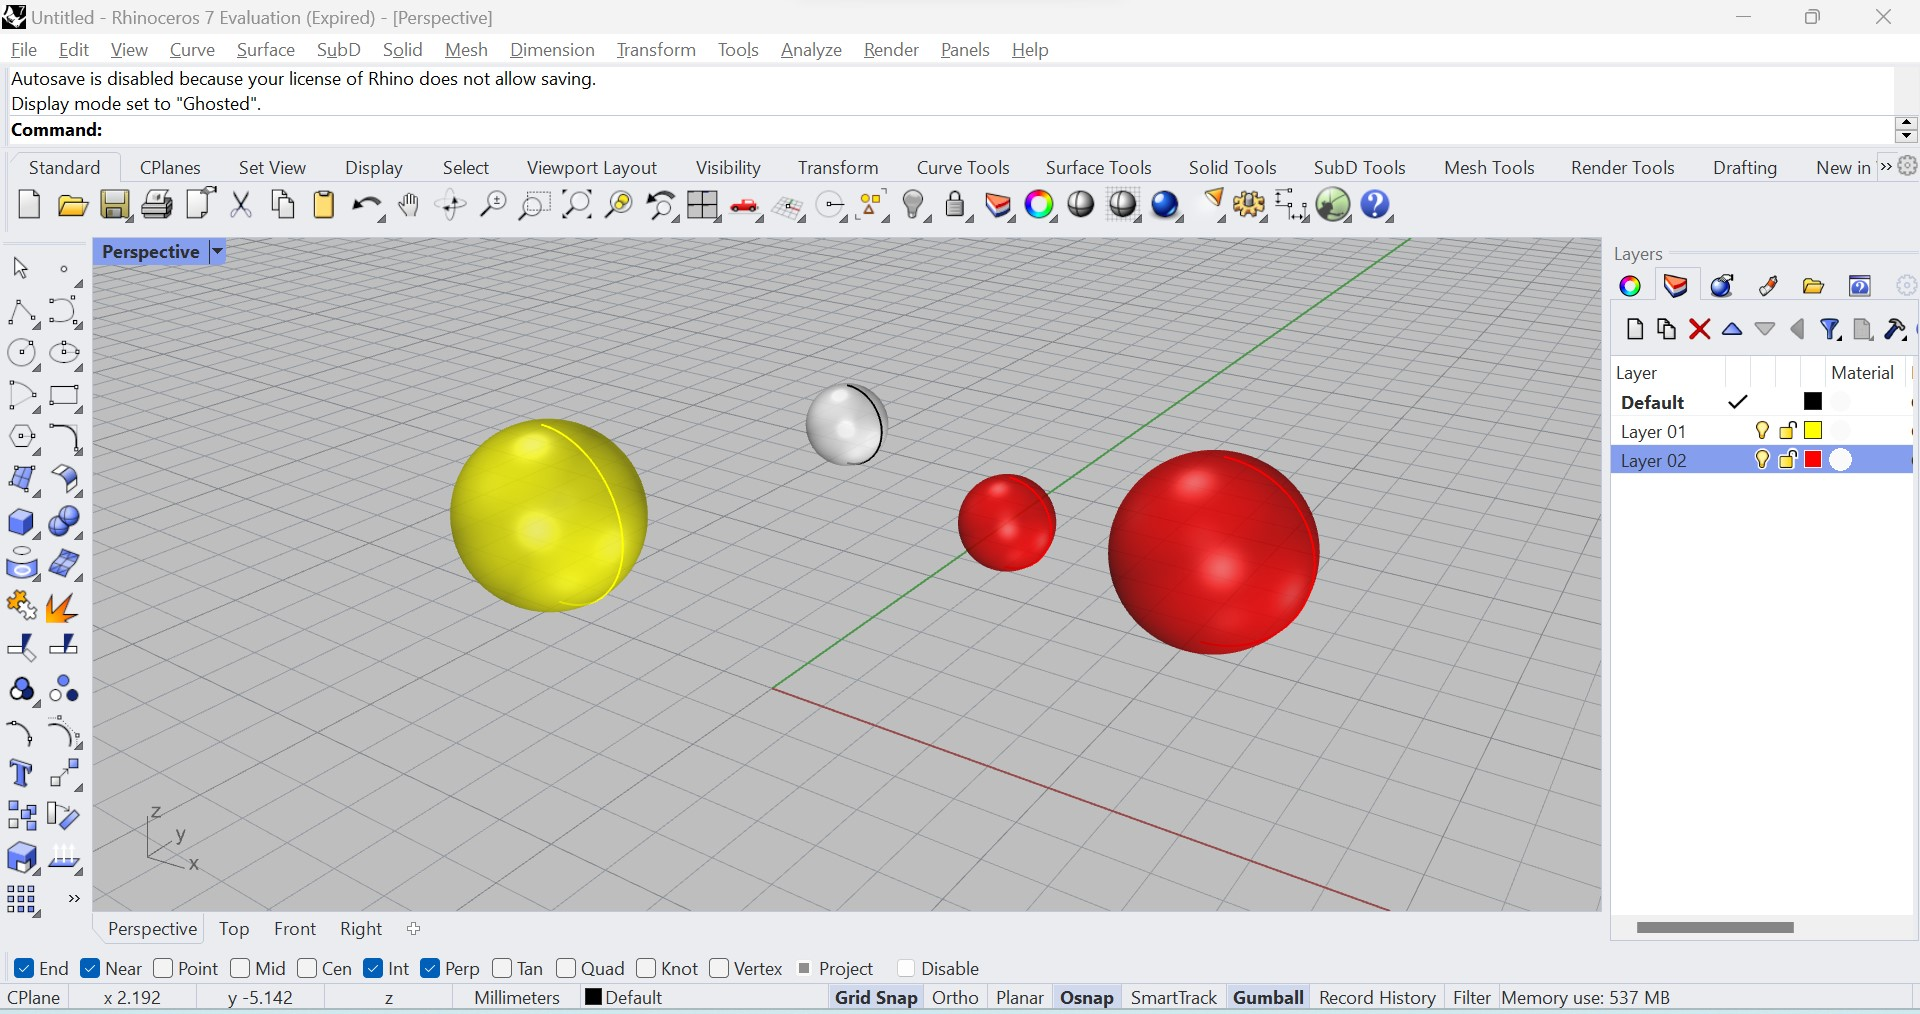 Untitled - Rhinoceros 7 Evaluation (Expired) - [Perspective]
File Edit View Curve Surface SubD Solid Mesh Dimension Transform Tools Analyze Render Panels Help
Autosave is disabled because your license of Rhino does not allow saving.
Display mode set to "Ghosted".
Command:
Standard CPlanes Set View Display Select Viewport Layout Visibility Transform Curve Tools Surface Tools Solid Tools SubD Tools Mesh Tools Render Tools Drafting New in
Perspective
Layers
Layer Material
Default
Layer 01
Layer 02
z
y
x
Perspective Top Front Right
End Near Point Mid Cen Int Perp Tan Quad Knot Vertex Project Disable
CPlane x 2.192 y -5.142 z Millimeters Default Grid Snap Ortho Planar Osnap SmartTrack Gumball Record History Filter Memory use: 537 MB